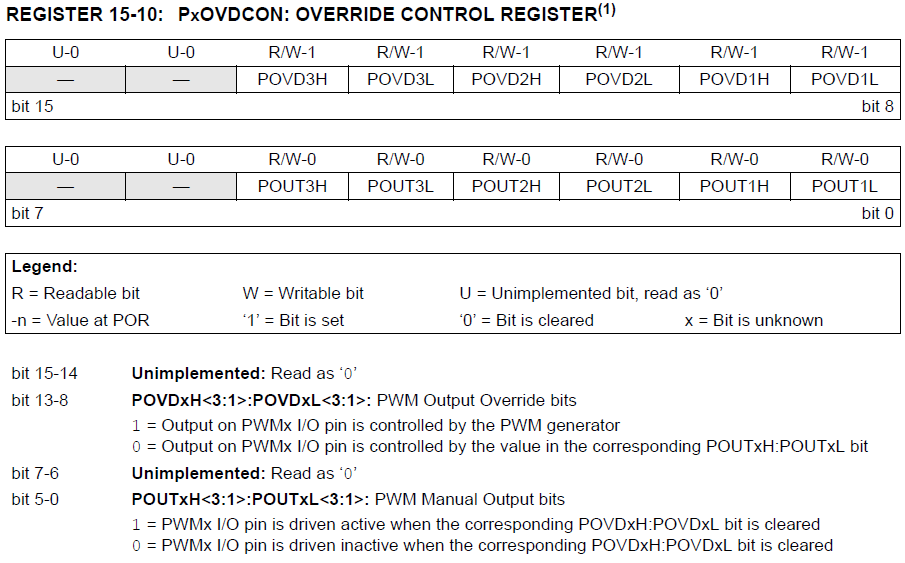 REGISTER 15-10: PxOVDCON: OVERRIDE CONTROL REGISTER(1)
U-0 U-0 R/W-1 R/W-1 R/W-1 R/W-1 R/W-1 R/W-1
— — POVD3H POVD3L POVD2H POVD2L POVD1H POVD1L
bit 15 bit 8
U-0 U-0 R/W-0 R/W-0 R/W-0 R/W-0 R/W-0 R/W-0
— — POUT3H POUT3L POUT2H POUT2L POUT1H POUT1L
bit 7 bit 0
Legend:
R = Readable bit W = Writable bit U = Unimplemented bit, read as ‘0’
-n = Value at POR ‘1’ = Bit is set ‘0’ = Bit is cleared x = Bit is unknown
bit 15-14 Unimplemented: Read as ‘0’
bit 13-8 POVDxH<3:1>:POVDxL<3:1>: PWM Output Override bits
1 = Output on PWMx I/O pin is controlled by the PWM generator
0 = Output on PWMx I/O pin is controlled by the value in the corresponding POUTxH:POUTxL bit
bit 7-6 Unimplemented: Read as ‘0’
bit 5-0 POUTxH<3:1>:POUTxL<3:1>: PWM Manual Output bits
1 = PWMx I/O pin is driven active when the corresponding POVDxH:POVDxL bit is cleared
0 = PWMx I/O pin is driven inactive when the corresponding POVDxH:POVDxL bit is cleared